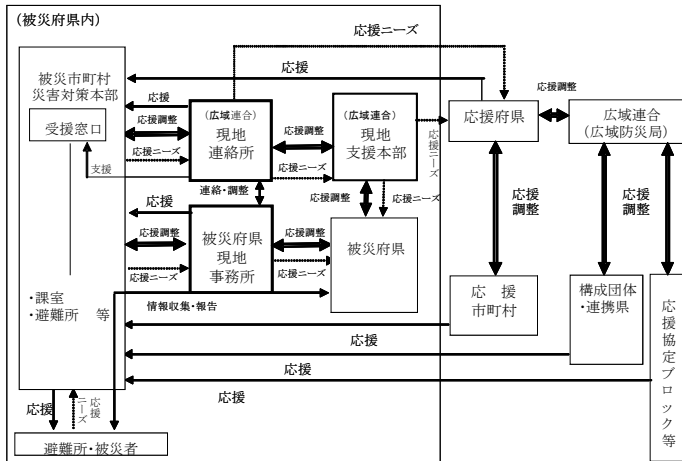 (被災府県内)
応援ニーズ
応援
被災市町村
災害対策本部
受援窓口
応援
応援調整
応援ニーズ
支援
(広域連合)
現地
連絡所
応援調整
応援ニーズ
(広域連合)
現地
支援本部
応援ニーズ
応援府県
応援調整
広域連合
(広域防災局)
連絡・調整
応援調整
応援ニーズ
応援
調整
応援
調整
応援
応援調整
応援ニーズ
被災府県
現地
事務所
応援調整
応援ニーズ
被災府県
情報収集・報告
・課室
・避難所 等
応援
市町村
構成団体
・連携県
応援協定ブロック等
応援
応援
応援
応援
応援
応援ニーズ
避難所・被災者